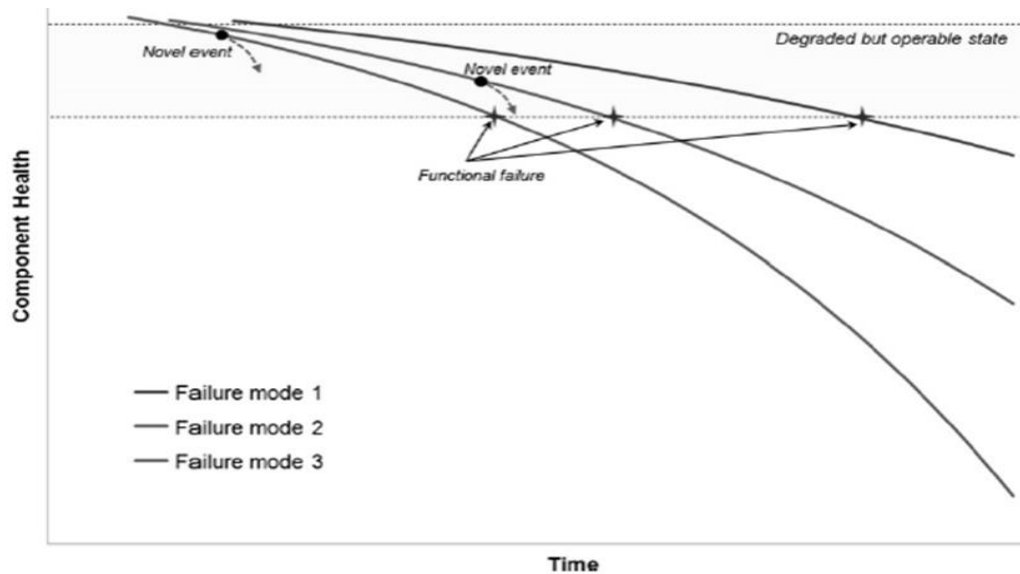 Degraded but operable state
Novel event
Novel event
Functional failure
Component Health
Failure mode 1
Failure mode 2
Failure mode 3
Time